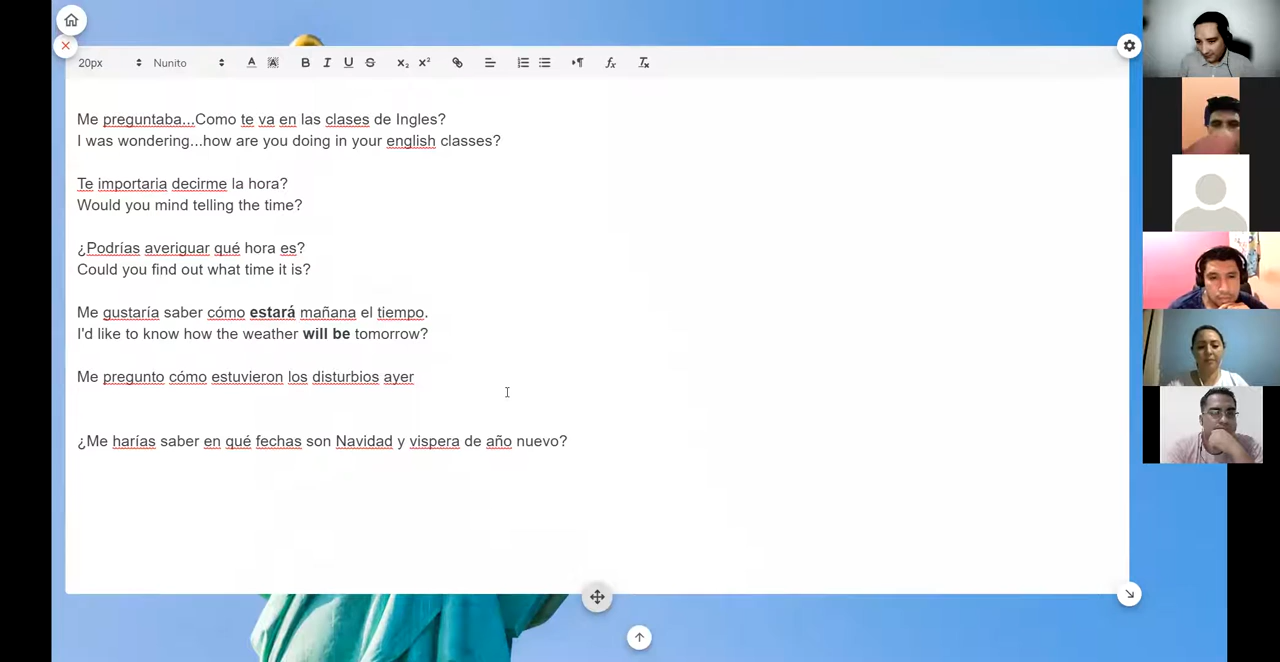 20px
Nunito
Me preguntaba...Como te va en las clases de Ingles?
I was wondering...how are you doing in your english classes?
Te importaria decirme la hora?
Would you mind telling the time?
¿Podrías averiguar qué hora es?
Could you find out what time it is?
Me gustaría saber cómo estará mañana el tiempo.
I'd like to know how the weather will be tomorrow?
Me pregunto cómo estuvieron los disturbios ayer
¿Me harías saber en qué fechas son Navidad y vispera de año nuevo?